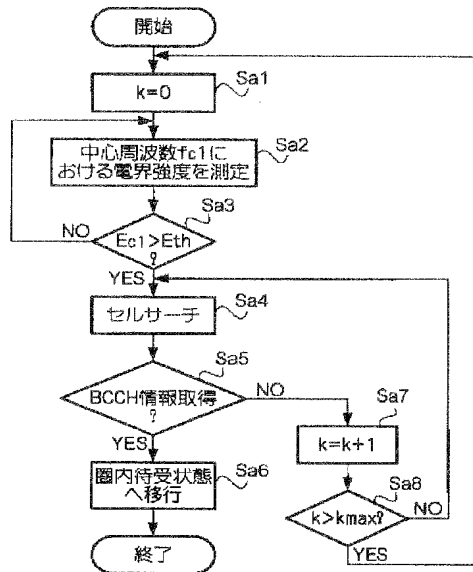 開始
Sa1
k=0
Sa2
中心周波数fc1に
おける電界強度を測定
Sa3
NO
Ec1>Eth
?
YES
Sa4
セルサーチ
Sa5
BCCH情報取得
?
NO
YES
Sa7
k=k+1
Sa6
圏内待受状態
へ移行
Sa8
k>kmax?
NO
YES
終了